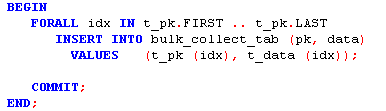 BEGIN
FORALL idx IN t_pk.FIRST .. t_pk.LAST
INSERT INTO bulk_collect_tab (pk, data)
VALUES (t_pk (idx), t_data (idx));
COMMIT;
END;